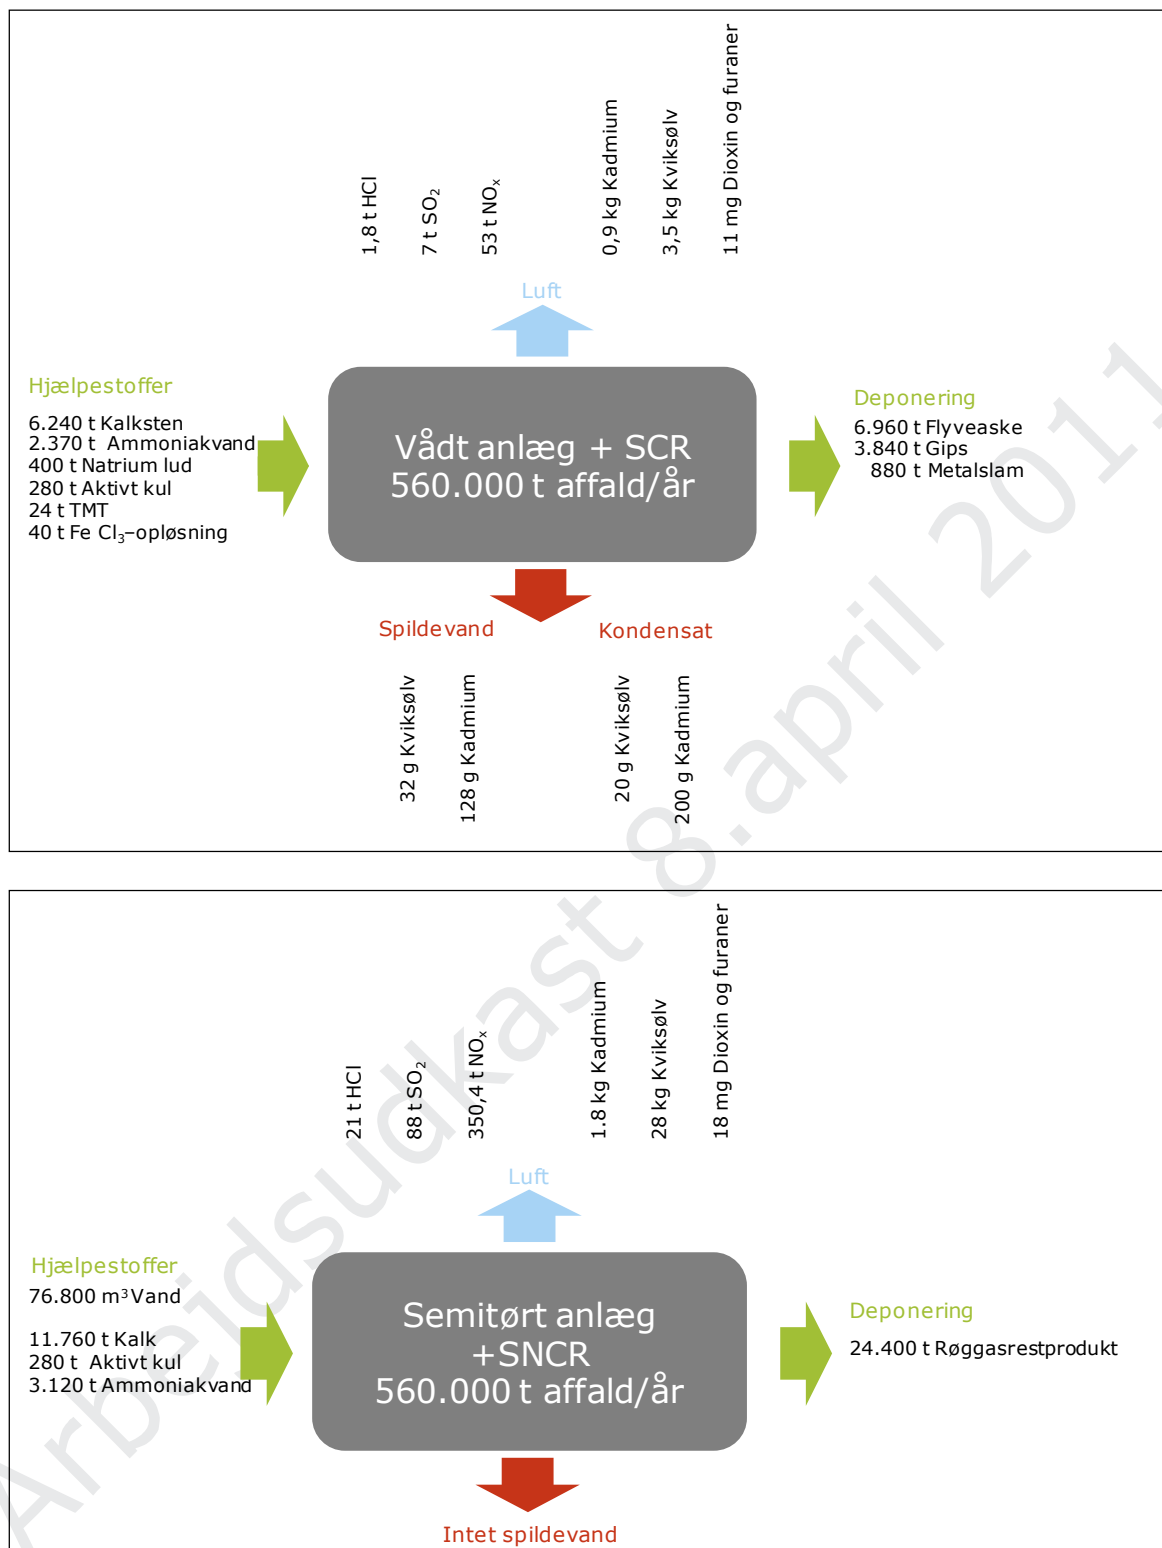 1,8 t HCl
7 t SO₂
53 t NOₓ
0,9 kg Kadmium
3,5 kg Kviksølv
11 mg Dioxin og furaner
Luft
Hjælpestoffer
6.240 t Kalksten
2.370 t Ammoniakvand
400 t Natrium lud
280 t Aktivt kul
24 t TMT
40 t Fe Cl₃–opløsning
Vådt anlæg + SCR
560.000 t affald/år
Deponering
6.960 t Flyveaske
3.840 t Gips
880 t Metalslam
Spildevand
Kondensat
32 g Kviksølv
128 g Kadmium
20 g Kviksølv
200 g Kadmium
21 t HCl
88 t SO₂
350,4 t NOₓ
1.8 kg Kadmium
28 kg Kviksølv
18 mg Dioxin og furaner
Luft
Hjælpestoffer
76.800 m³ Vand
11.760 t Kalk
280 t Aktivt kul
3.120 t Ammoniakvand
Semitørt anlæg
+SNCR
560.000 t affald/år
Deponering
24.400 t Røggasrestprodukt
Intet spildevand
Arbejdsudkast 8.april 2011